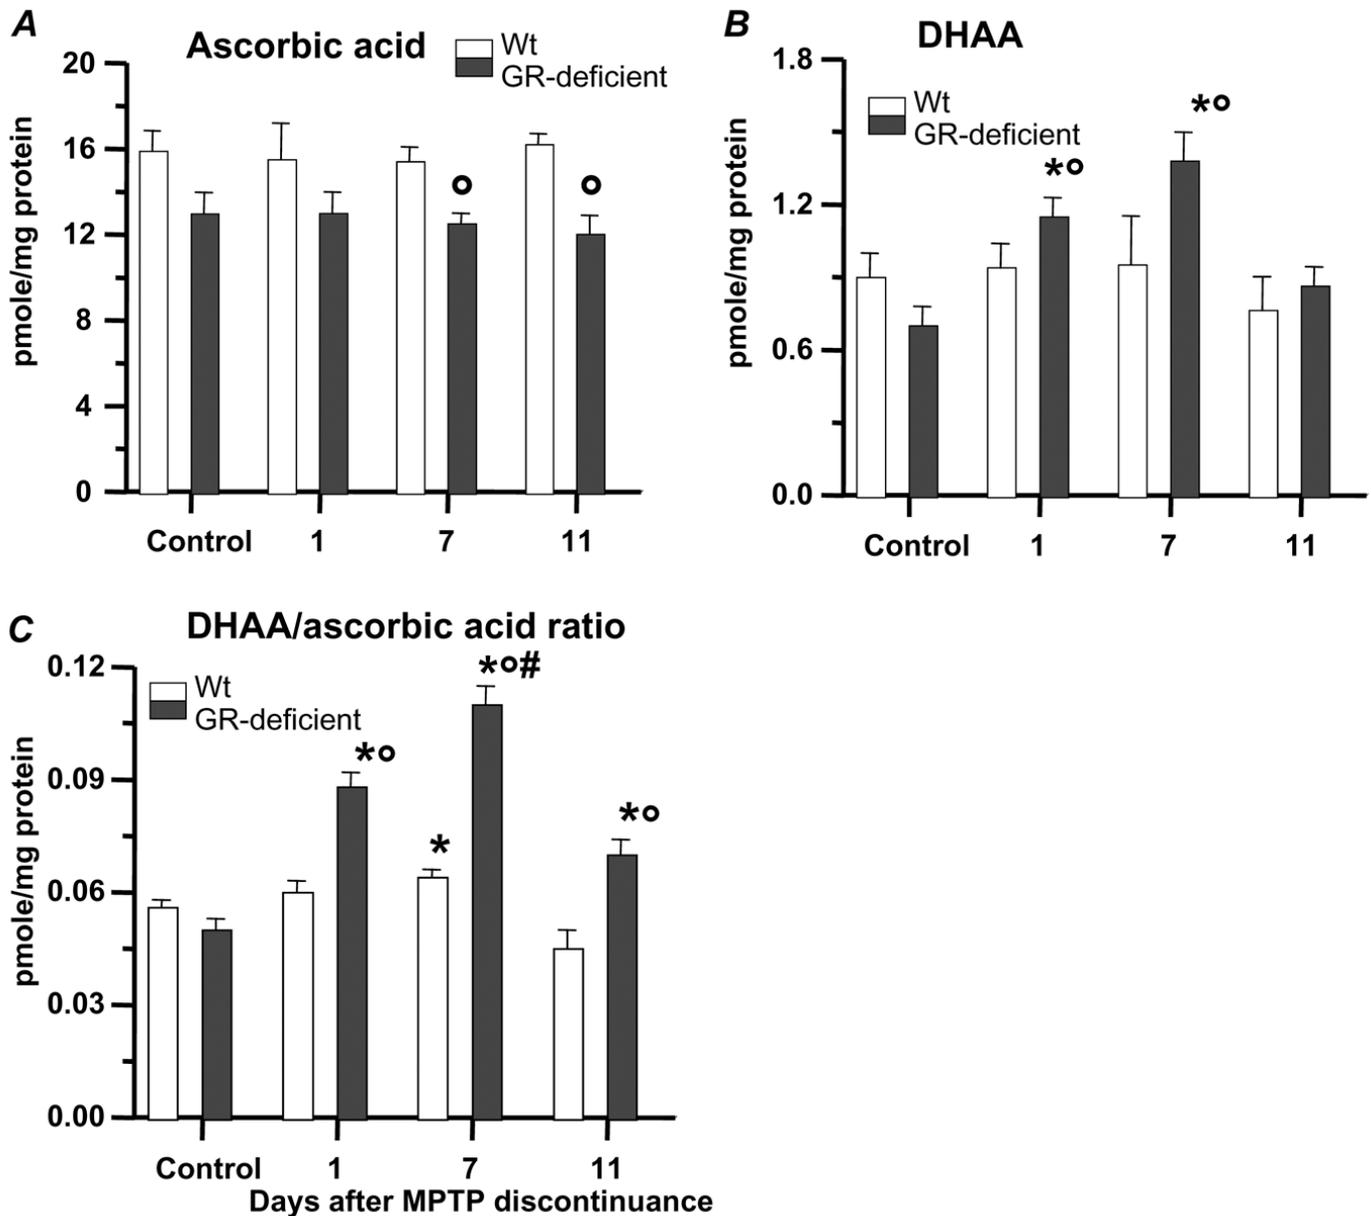 A
Ascorbic acid
Wt
GR-deficient
20
16
12
8
4
0
pmole/mg protein
°
°
Control 1 7 11
B
DHAA
Wt
GR-deficient
1.8
1.2
0.6
0.0
pmole/mg protein
*°
*°
Control 1 7 11
C
DHAA/ascorbic acid ratio
Wt
GR-deficient
0.12
0.09
0.06
0.03
0.00
pmole/mg protein
*°
*
*°#
*°
Control 1 7 11
Days after MPTP discontinuance